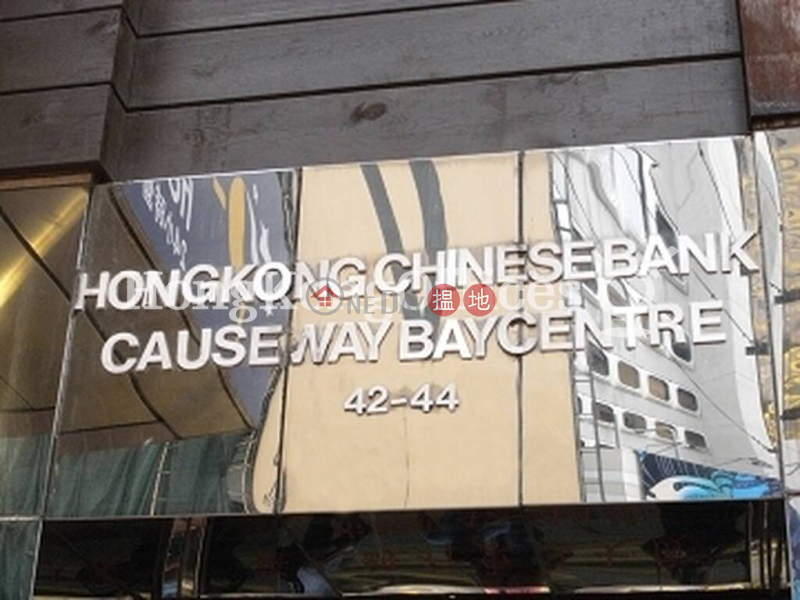 HONGKONG CHINESE BANK
CAUSEWAY BAY CENTRE
42-44